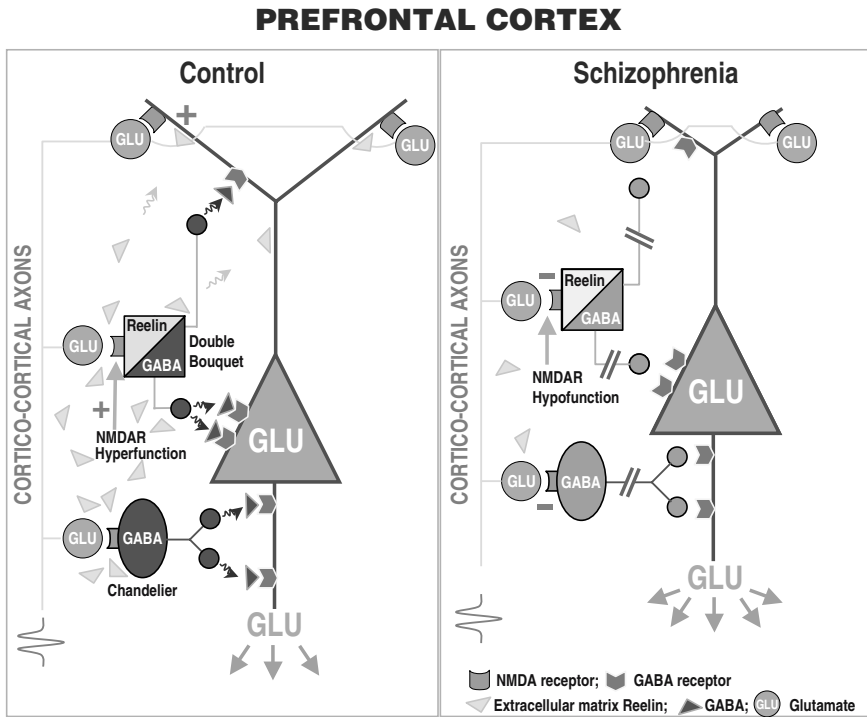 PREFRONTAL CORTEX
Control
+
GLU
GLU
CORTICO-CORTICAL AXONS
GLU
Reelin
GABA
Double
Bouquet
+
NMDAR
Hyperfunction
GLU
GLU
GABA
Chandelier
GLU
Schizophrenia
GLU
GLU
CORTICO-CORTICAL AXONS
GLU
Reelin
GABA
NMDAR
Hypofunction
GLU
GLU
GABA
GLU
NMDA receptor; GABA receptor
Extracellular matrix Reelin; GABA; GLU Glutamate